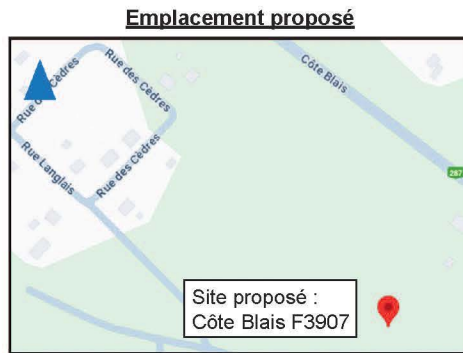 Emplacement proposé
Rue des Cèdres
Rue des Cèdres
Côte Blais
Rue Langlais
Rue des Cèdres
287
Site proposé :
Côte Blais F3907